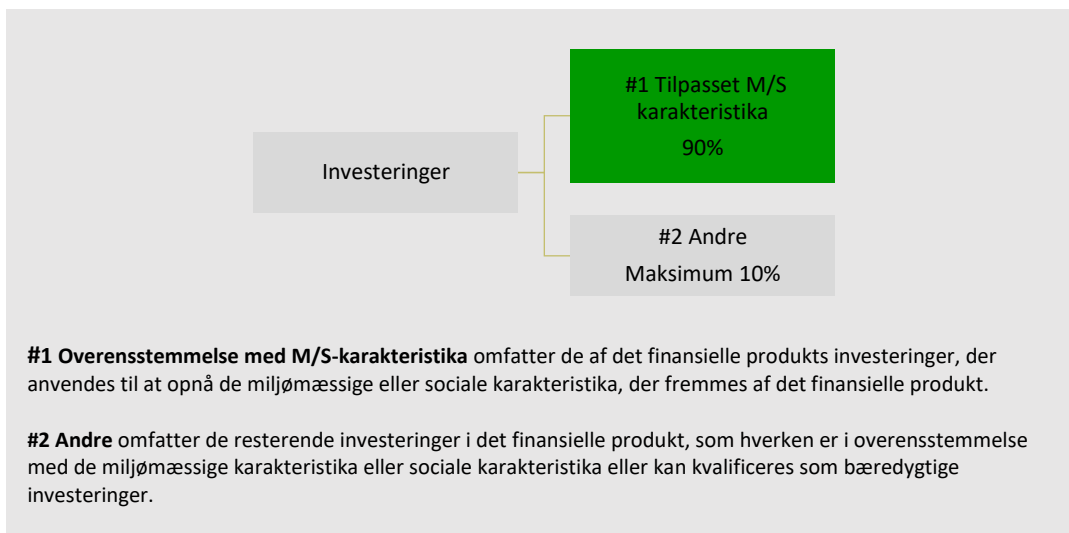 #1 Tilpasset M/S
karakteristika
90%
Investeringer
#2 Andre
Maksimum 10%
#1 Overensstemmelse med M/S-karakteristika omfatter de af det finansielle produkts investeringer, der
anvendes til at opnå de miljømæssige eller sociale karakteristika, der fremmes af det finansielle produkt.
#2 Andre omfatter de resterende investeringer i det finansielle produkt, som hverken er i overensstemmelse
med de miljømæssige karakteristika eller sociale karakteristika eller kan kvalificeres som bæredygtige
investeringer.